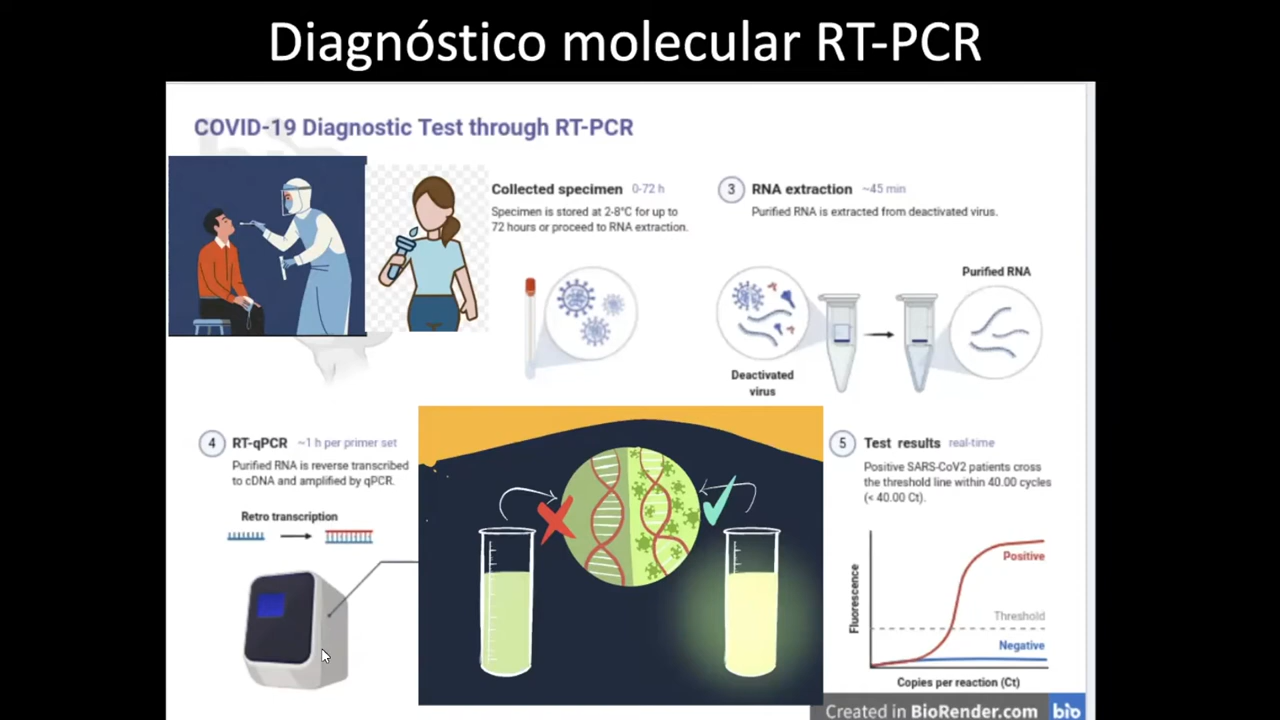 Diagnóstico molecular RT-PCR
COVID-19 Diagnostic Test through RT-PCR
Collected specimen 0-72 h
Specimen is stored at 2-8°C for up to
72 hours or proceed to RNA extraction.
3 RNA extraction ~45 min
Purified RNA is extracted from deactivated virus.
Purified RNA
Deactivated
virus
4 RT-qPCR ~1 h per primer set
Purified RNA is reverse transcribed
to cDNA and amplified by qPCR.
Retro transcription
5 Test results real-time
Positive SARS-CoV2 patients cross
the threshold line within 40.00 cycles
(< 40.00 Ct).
Fluorescence
Positive
Threshold
Negative
Copies per reaction (Ct)
Created in BioRender.com bio